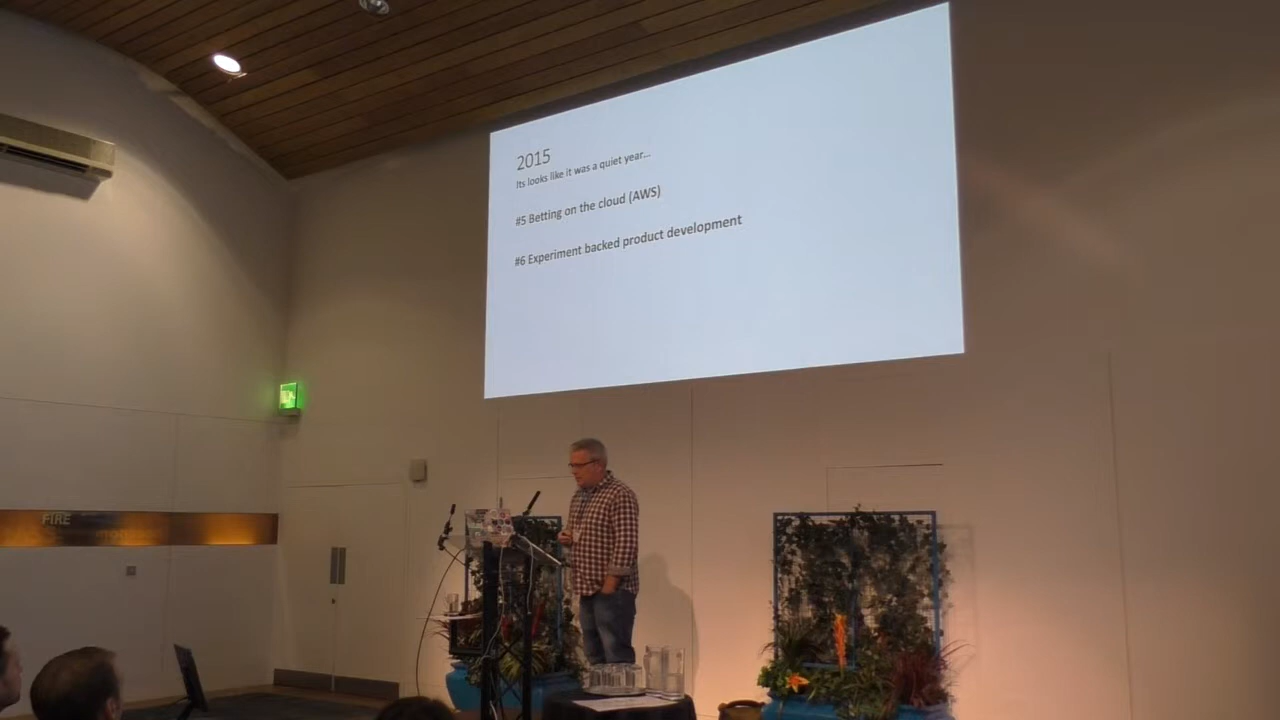 2015
Its looks like it was a quiet year...
#5 Betting on the cloud (AWS)
#6 Experiment backed product development
FIRE